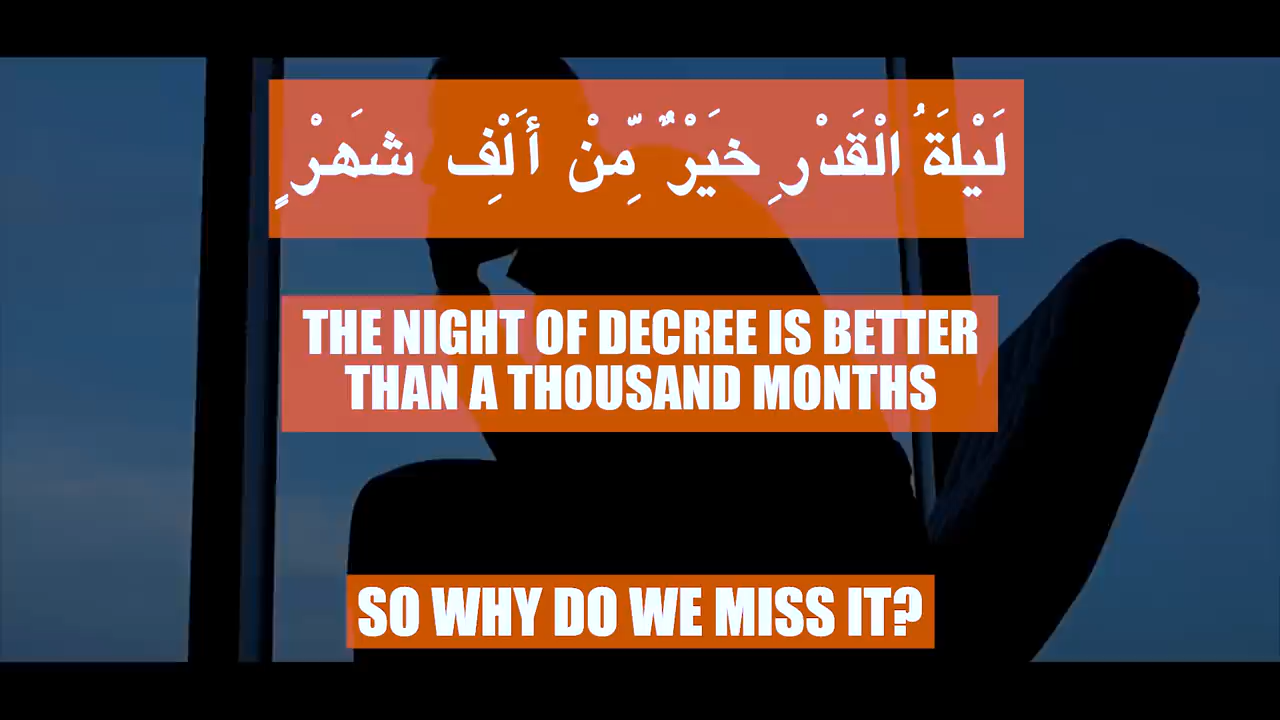 لَيْلَةُ الْقَدْرِ خَيْرٌ مِّنْ أَلْفِ شَهْرٍ
THE NIGHT OF DECREE IS BETTER
THAN A THOUSAND MONTHS
SO WHY DO WE MISS IT?